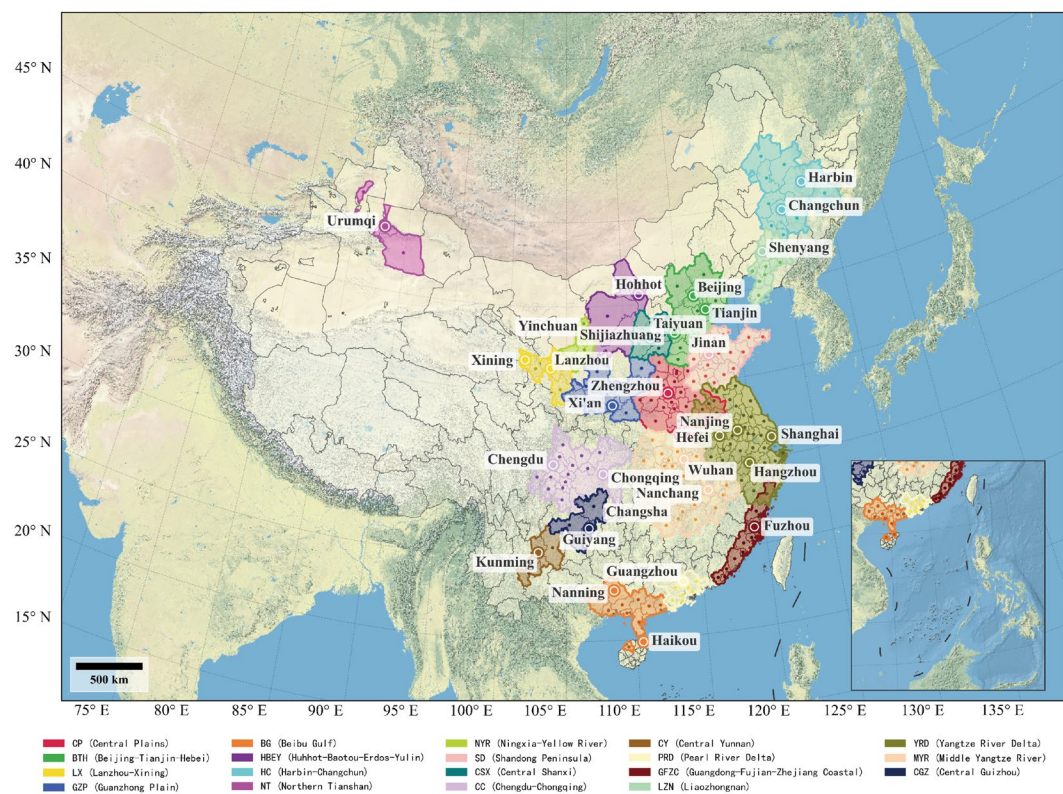 45° N
40° N
35° N
30° N
25° N
20° N
15° N
Harbin
Changchun
Shenyang
Urumqi
Hohhot
Beijing
Tianjin
Yinchuan
Taiyuan
Shijiazhuang
Jinan
Xining
Lanzhou
Zhengzhou
Xi'an
Nanjing
Hefei
Shanghai
Chengdu
Wuhan
Hangzhou
Chongqing
Nanchang
Changsha
Fuzhou
Guiyang
Kunming
Guangzhou
Nanning
Haikou
500 km
75° E 80° E 85° E 90° E 95° E 100° E 105° E 110° E 115° E 120° E 125° E 130° E 135° E
CP (Central Plains)
BTH (Beijing-Tianjin-Hebei)
LX (Lanzhou-Xining)
GZP (Guanzhong Plain)
BG (Beibu Gulf)
HBEY (Huhhot-Baotou-Erdos-Yulin)
HC (Harbin-Changchun)
NT (Northern Tianshan)
NYR (Ningxia-Yellow River)
SD (Shandong Peninsula)
CSX (Central Shanxi)
CC (Chengdu-Chongqing)
CY (Central Yunnan)
PRD (Pearl River Delta)
GFZC (Guangdong-Fujian-Zhejiang Coastal)
LZN (Liaozhongnan)
YRD (Yangtze River Delta)
MYR (Middle Yangtze River)
CGZ (Central Guizhou)